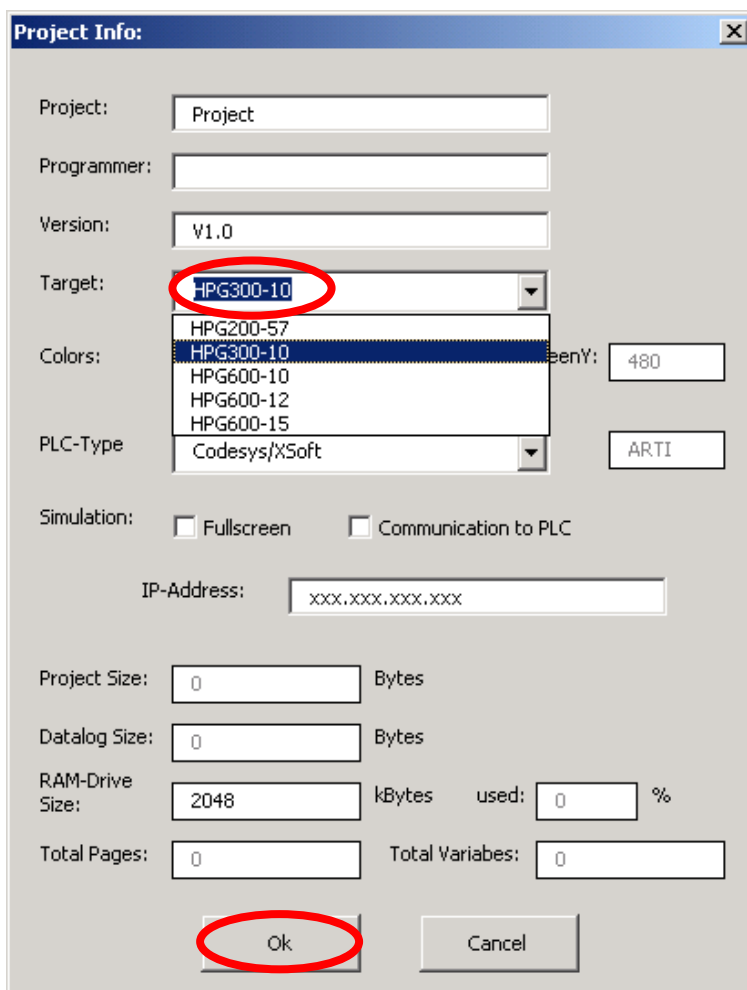 Project Info:
Project: Project
Programmer:
Version: V1.0
Target: HPG300-10
HPG200-57
HPG300-10
HPG600-10
HPG600-12
HPG600-15
Colors: eenY: 480
PLC-Type Codesys/XSoft ARTI
Simulation: Fullscreen Communication to PLC
IP-Address: xxx.xxx.xxx.xxx
Project Size: 0 Bytes
Datalog Size: 0 Bytes
RAM-Drive
Size: 2048 kBytes used: 0 %
Total Pages: 0 Total Variabes: 0
Ok Cancel